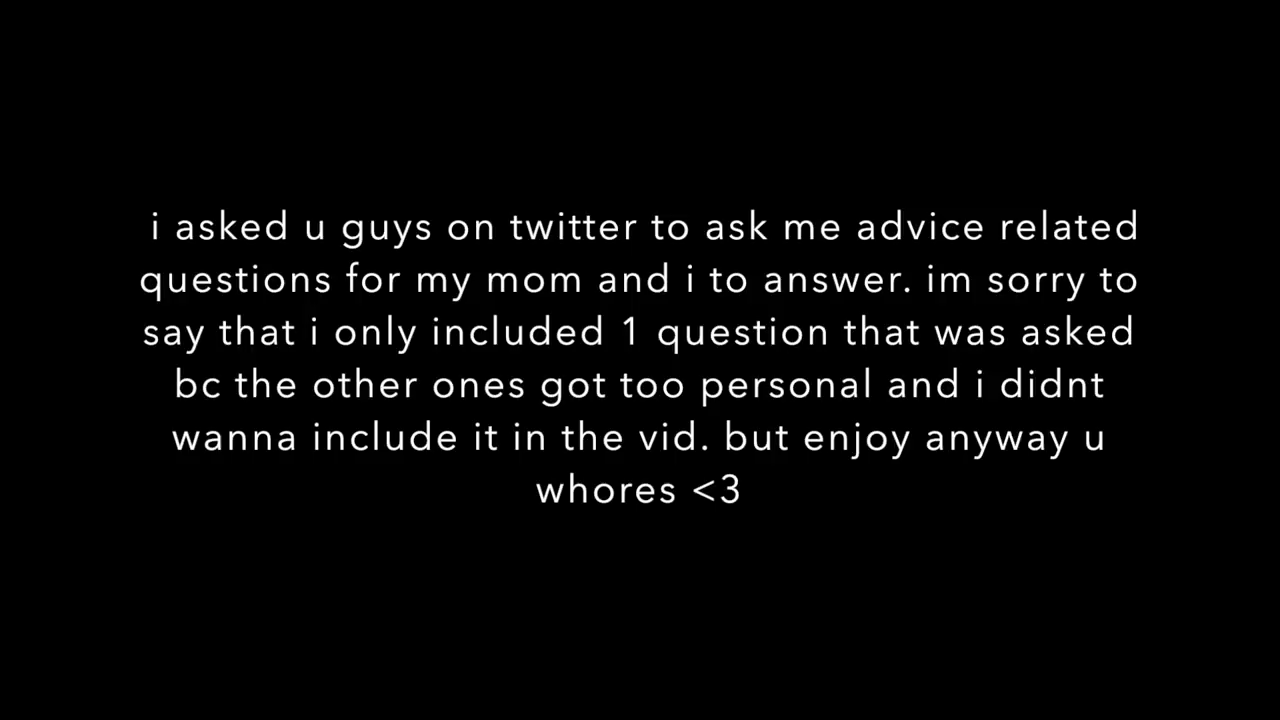 i asked u guys on twitter to ask me advice related
questions for my mom and i to answer. im sorry to
say that i only included 1 question that was asked
bc the other ones got too personal and i didnt
wanna include it in the vid. but enjoy anyway u
whores <3